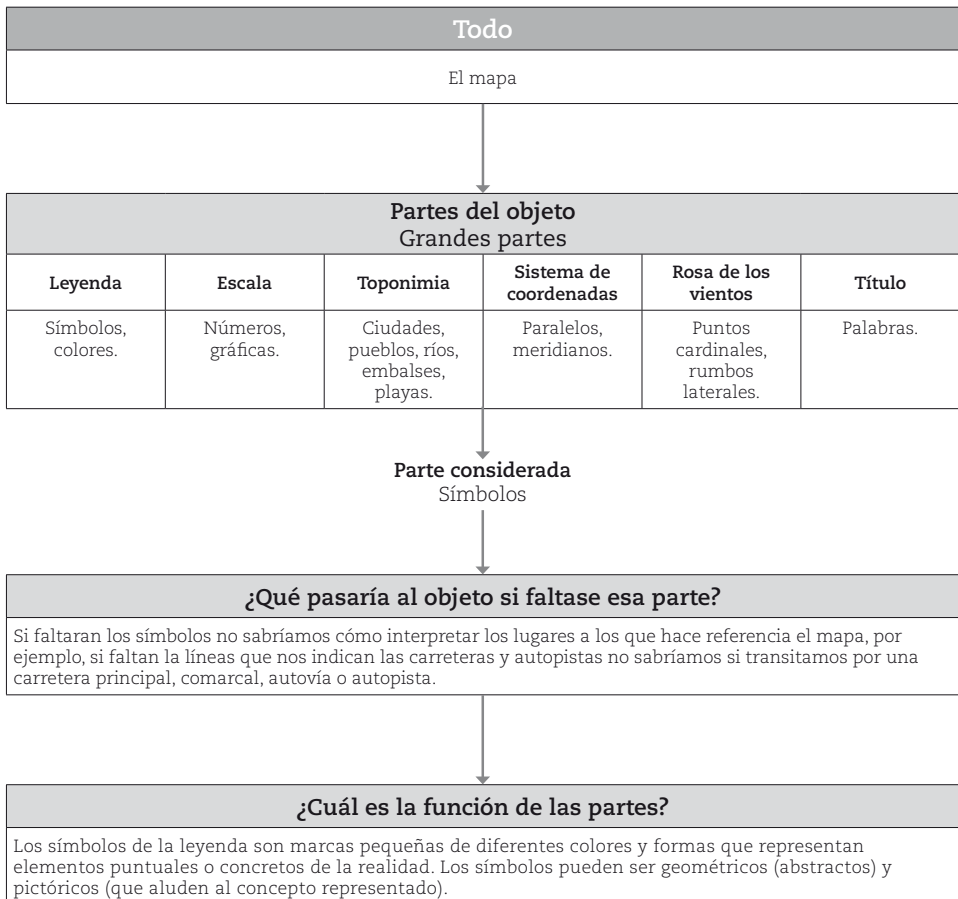 Todo
El mapa
Partes del objeto
Grandes partes
Leyenda
Escala
Toponimia
Sistema de
coordenadas
Rosa de los
vientos
Título
Símbolos,
colores.
Números,
gráficas.
Ciudades,
pueblos, ríos,
embalses,
playas.
Paralelos,
meridianos.
Puntos
cardinales,
rumbos
laterales.
Palabras.
Parte considerada
Símbolos
¿Qué pasaría al objeto si faltase esa parte?
Si faltaran los símbolos no sabríamos cómo interpretar los lugares a los que hace referencia el mapa, por
ejemplo, si faltan la líneas que nos indican las carreteras y autopistas no sabríamos si transitamos por una
carretera principal, comarcal, autovía o autopista.
¿Cuál es la función de las partes?
Los símbolos de la leyenda son marcas pequeñas de diferentes colores y formas que representan
elementos puntuales o concretos de la realidad. Los símbolos pueden ser geométricos (abstractos) y
pictóricos (que aluden al concepto representado).